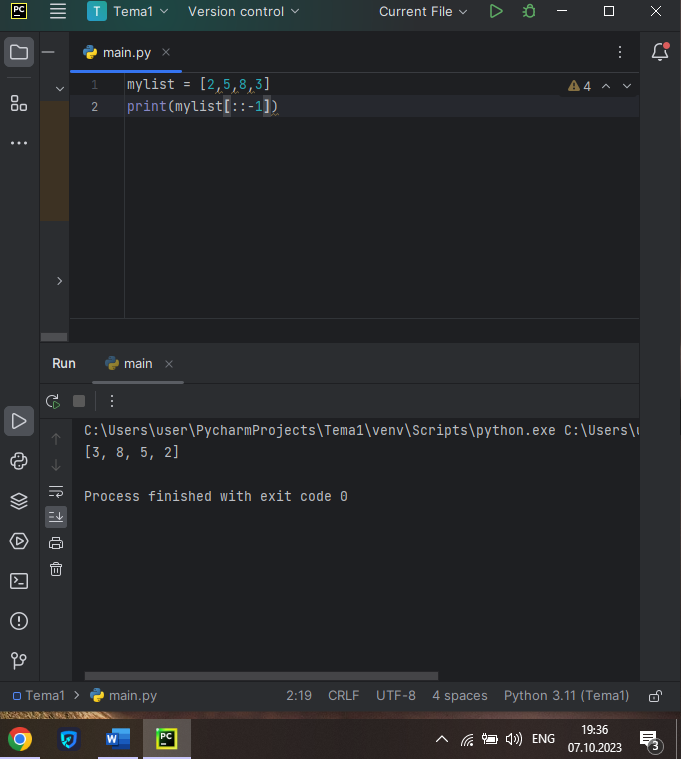 PC T Tema1 Version control Current File
main.py
1 mylist = [2,5,8,3] 4
2 print(mylist[::-1])
Run main
C:\Users\user\PycharmProjects\Tema1\venv\Scripts\python.exe C:\Users\
[3, 8, 5, 2]
Process finished with exit code 0
Tema1 > main.py 2:19 CRLF UTF-8 4 spaces Python 3.11 (Tema1)
W PC ENG 19:36
07.10.2023 3